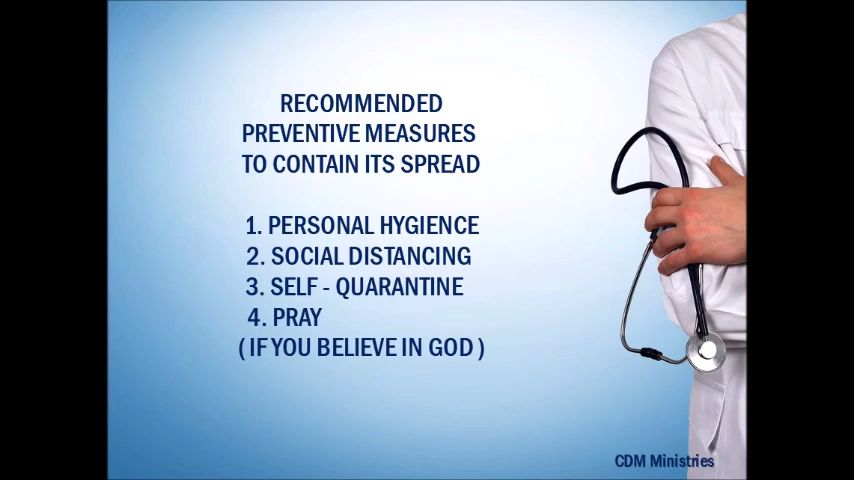 RECOMMENDED
PREVENTIVE MEASURES
TO CONTAIN ITS SPREAD
1. PERSONAL HYGIENCE
2. SOCIAL DISTANCING
3. SELF - QUARANTINE
4. PRAY
( IF YOU BELIEVE IN GOD )
CDM Ministries